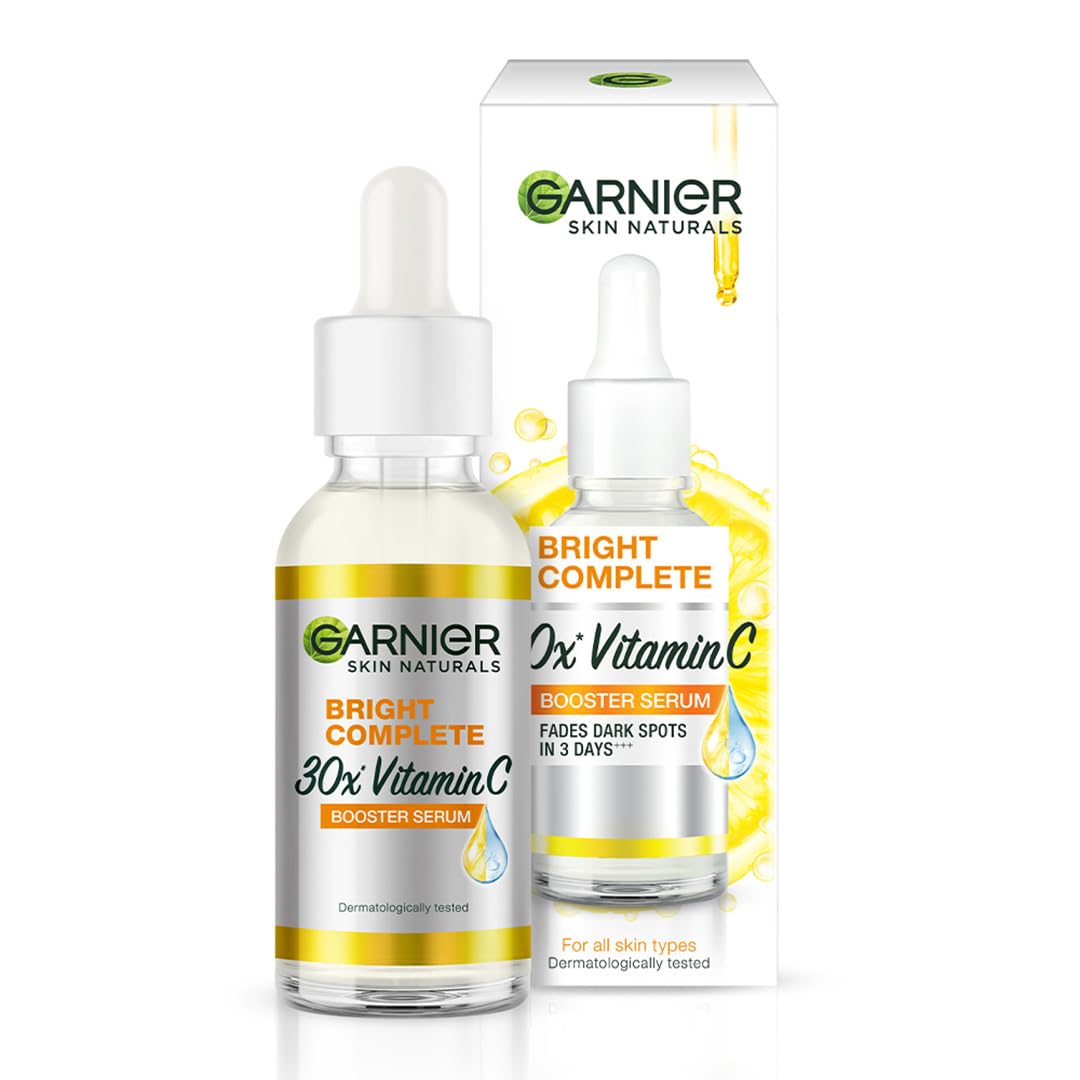 GARNIER
SKIN NATURALS
BRIGHT
COMPLETE
30x* Vitamin C
BOOSTER SERUM
Dermatologically tested
G
GARNIER
SKIN NATURALS
BRIGHT
COMPLETE
0x* Vitamin C
BOOSTER SERUM
FADES DARK SPOTS
IN 3 DAYS+++
For all skin types
Dermatologically tested